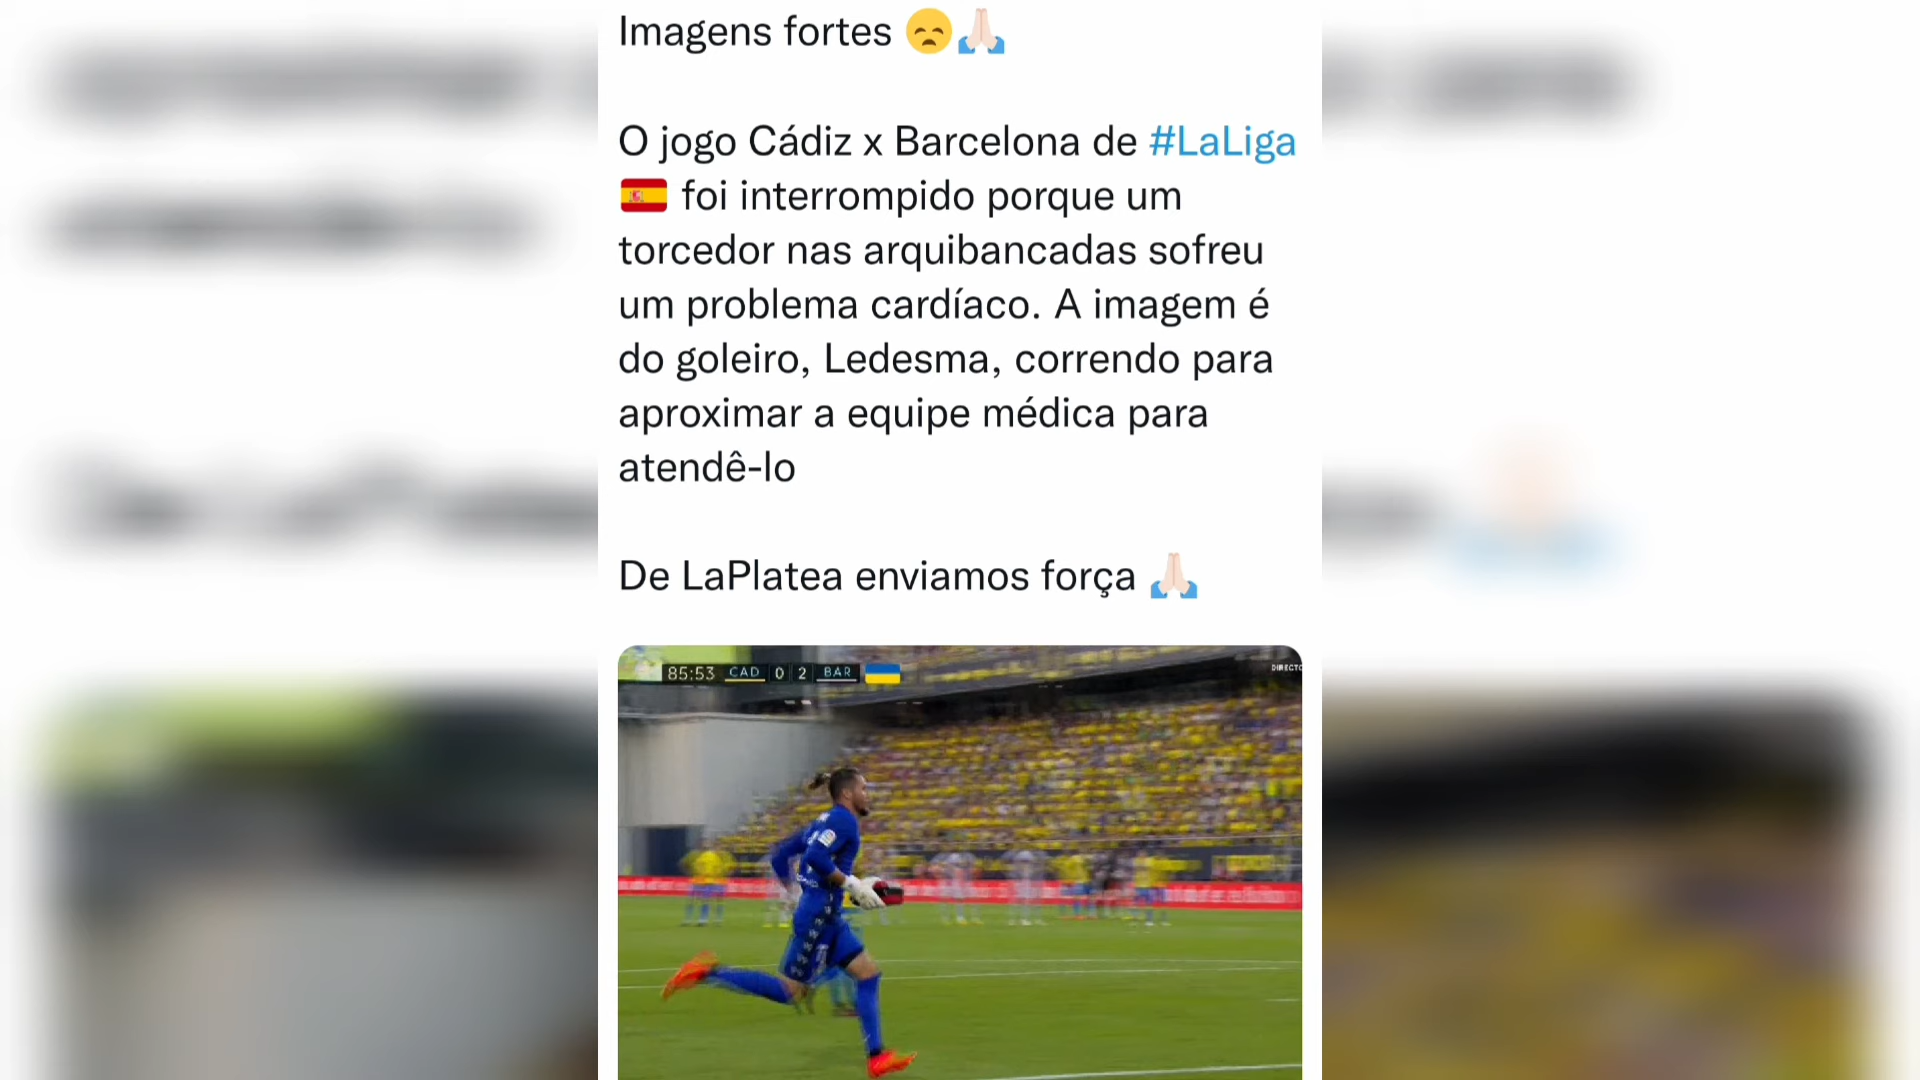 Imagens fortes 😞🙏🏻
O jogo Cádiz x Barcelona de #LaLiga
🇪🇸 foi interrompido porque um
torcedor nas arquibancadas sofreu
um problema cardíaco. A imagem é
do goleiro, Ledesma, correndo para
aproximar a equipe médica para
atendê-lo
De LaPlatea enviamos força 🙏🏻
85:53 CAD 0 2 BAR